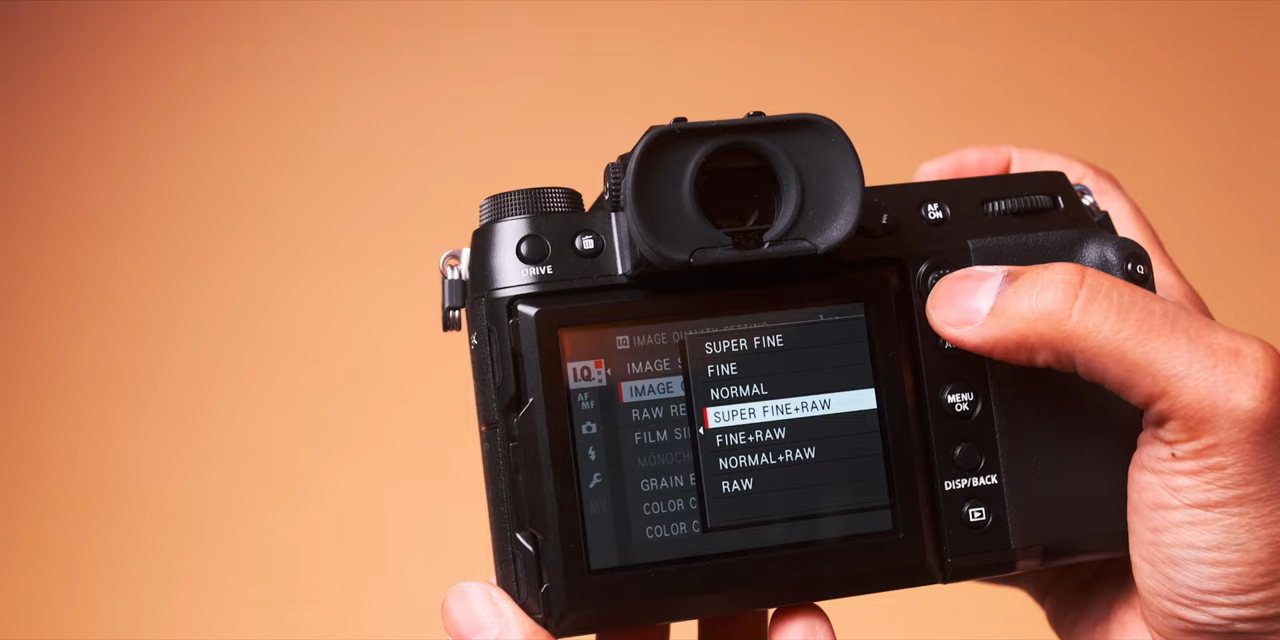 AF
ON
DRIVE
Q
IMAGE QUALITY SETTING
SUPER FINE
I.Q.
IMAGE S
FINE
AF
MF
IMAGE Q
NORMAL
RAW RE
SUPER FINE+RAW
MENU
OK
FILM SI
FINE+RAW
MONOCH
NORMAL+RAW
GRAIN E
RAW
DISP/BACK
COLOR C
COLOR C